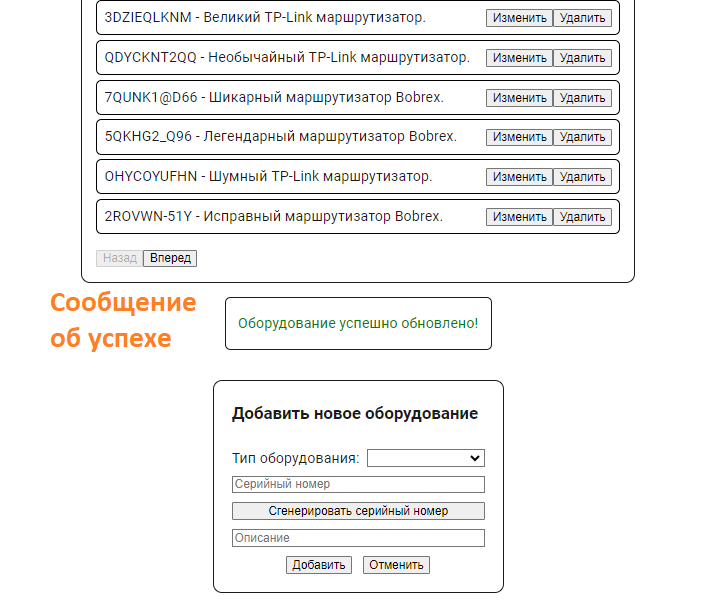 3DZIEQLKNM - Великий TP-Link маршрутизатор. Изменить Удалить
QDYCKNT2QQ - Необычайный TP-Link маршрутизатор. Изменить Удалить
7QUNK1@D66 - Шикарный маршрутизатор Bobrex. Изменить Удалить
5QKHG2_Q96 - Легендарный маршрутизатор Bobrex. Изменить Удалить
OHYCOYUFHN - Шумный TP-Link маршрутизатор. Изменить Удалить
2ROVWN-51Y - Исправный маршрутизатор Bobrex. Изменить Удалить
Назад Вперед
Сообщение
об успехе
Оборудование успешно обновлено!
Добавить новое оборудование
Тип оборудования:
Серийный номер
Сгенерировать серийный номер
Описание
Добавить Отменить